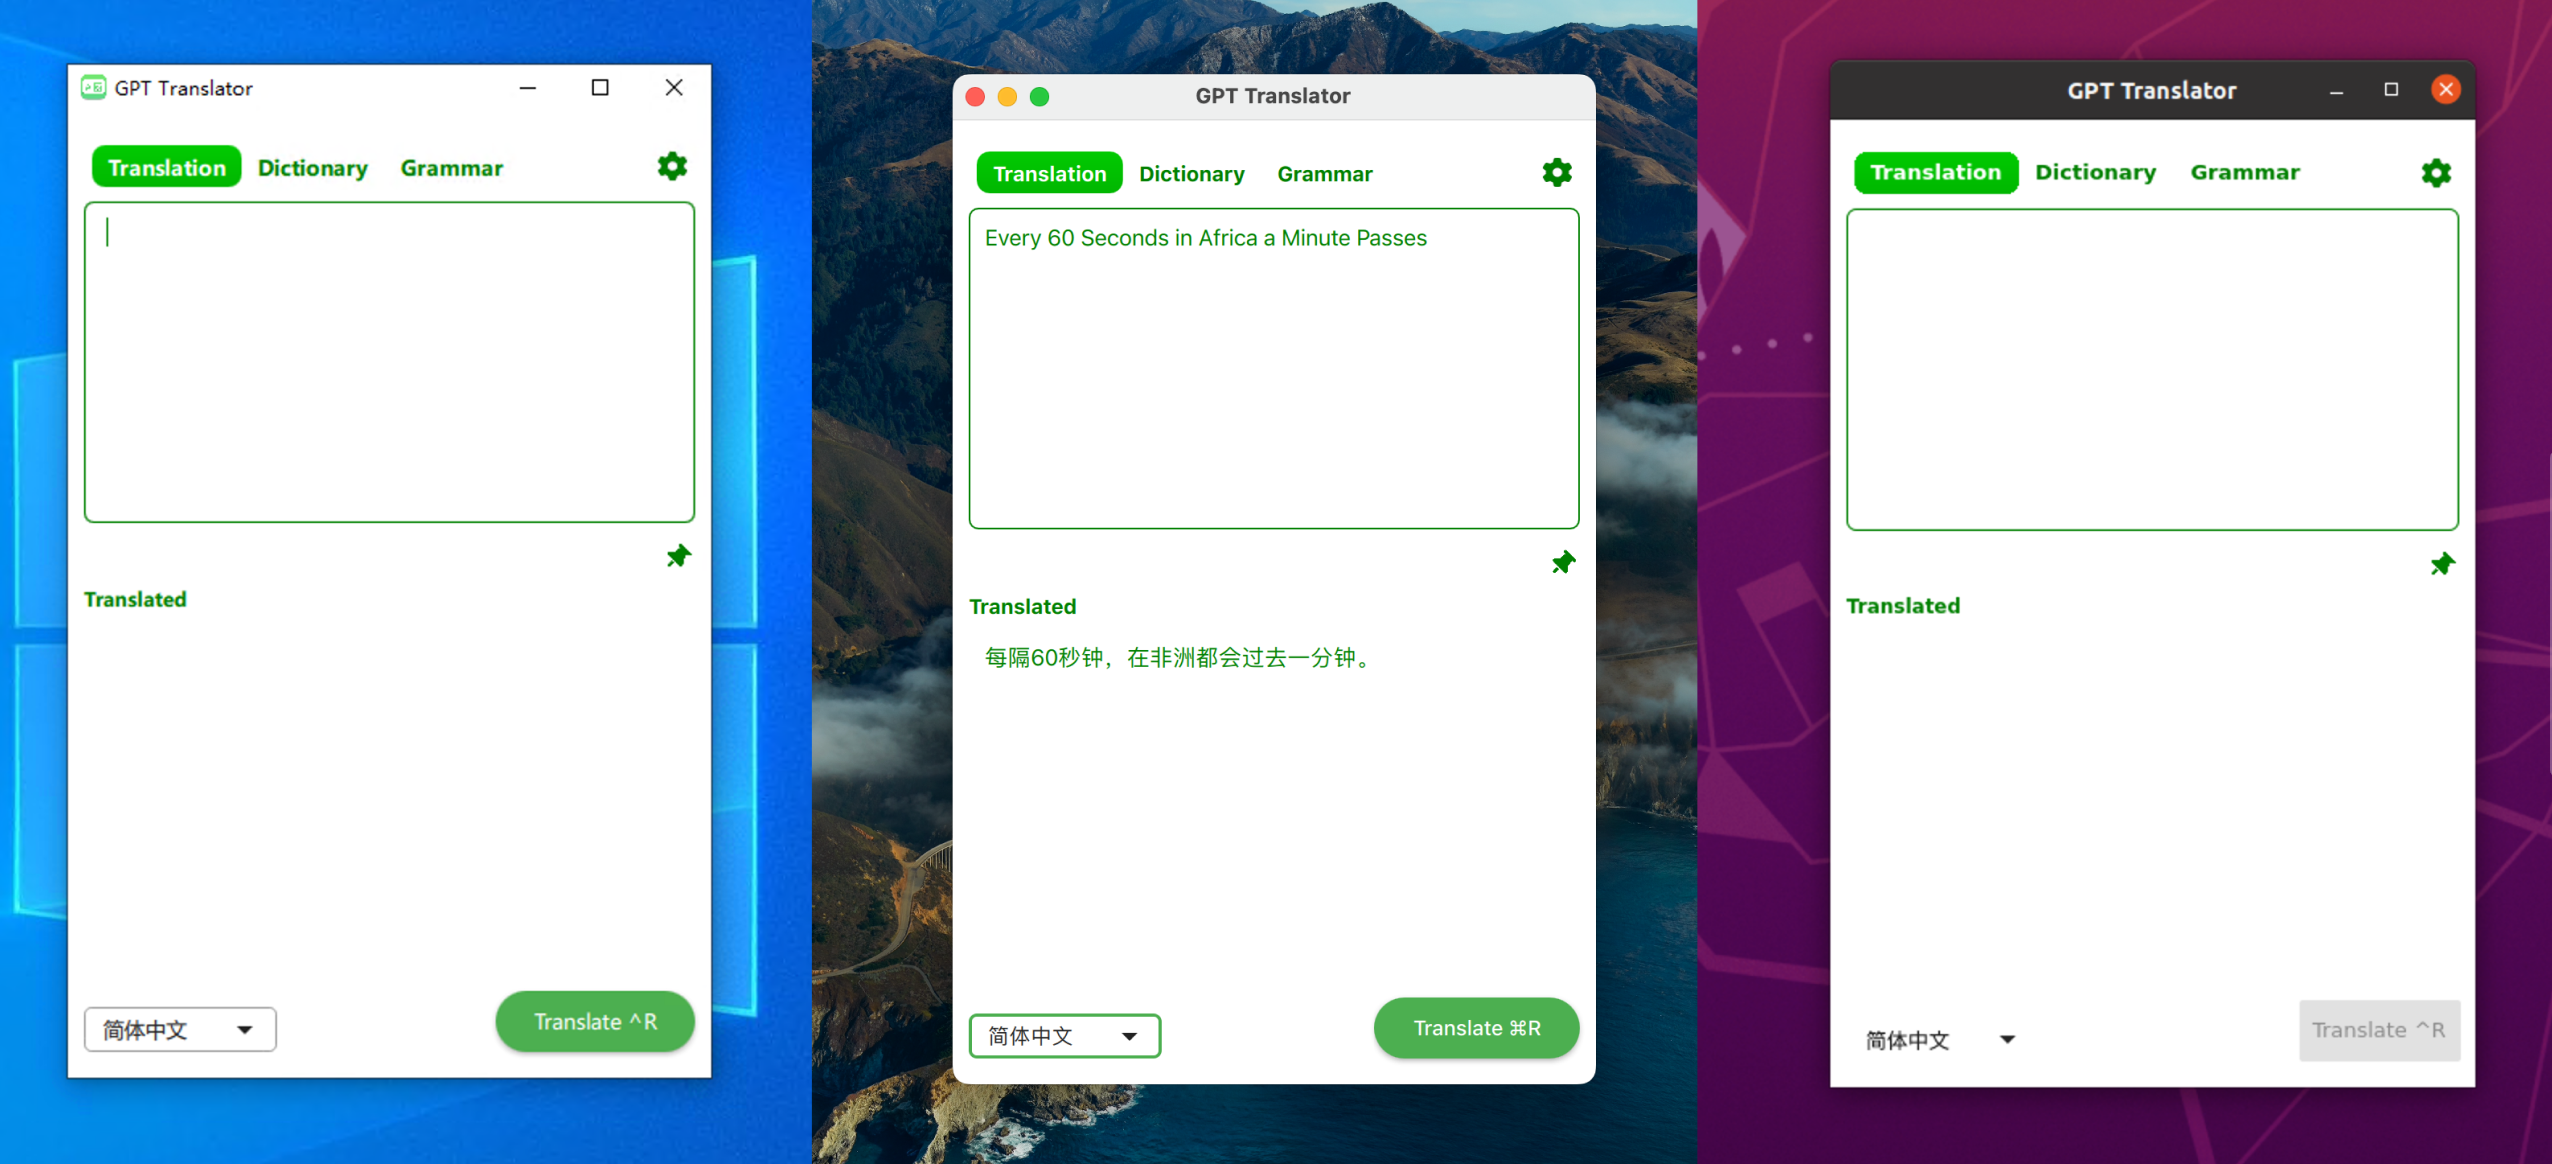 GPT Translator
Translation Dictionary Grammar
Translated
简体中文
Translate ^R
GPT Translator
Translation Dictionary Grammar
Every 60 Seconds in Africa a Minute Passes
Translated
每隔60秒钟，在非洲都会过去一分钟。
简体中文
Translate ⌘R
GPT Translator
Translation Dictionary Grammar
Translated
简体中文
Translate ^R